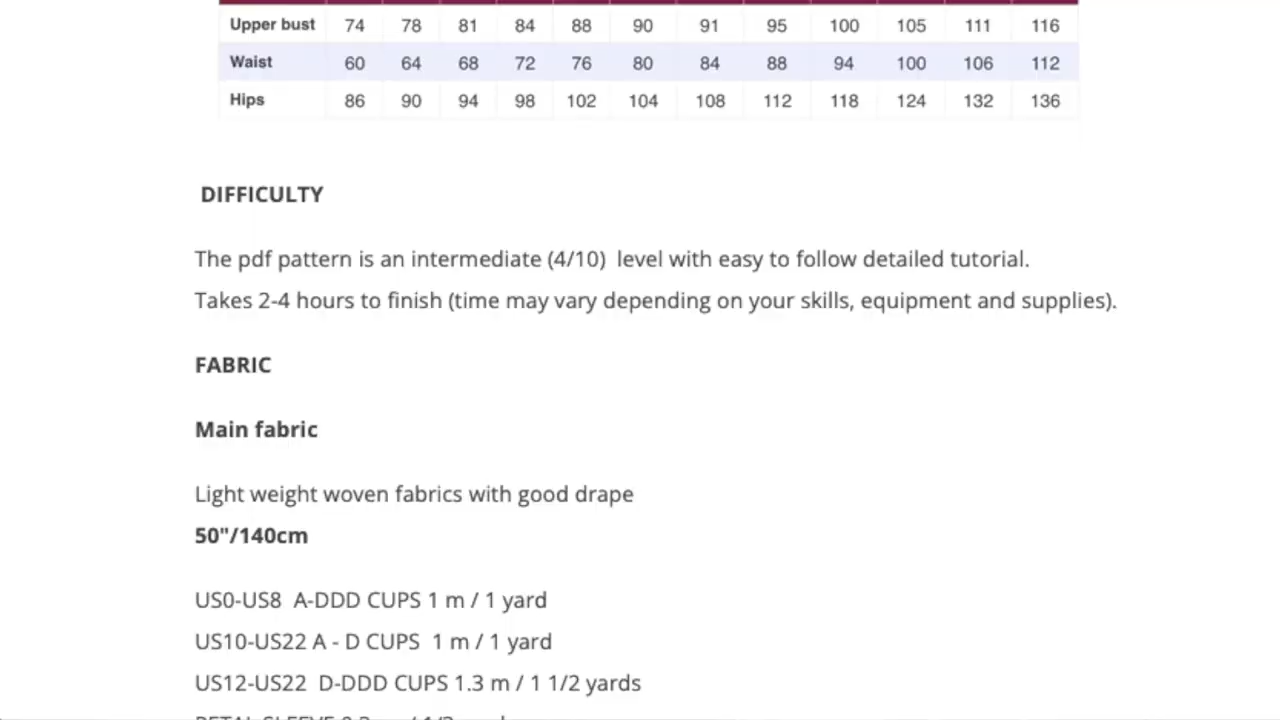 Upper bust 74 78 81 84 88 90 91 95 100 105 111 116
Waist 60 64 68 72 76 80 84 88 94 100 106 112
Hips 86 90 94 98 102 104 108 112 118 124 132 136
DIFFICULTY
The pdf pattern is an intermediate (4/10)  level with easy to follow detailed tutorial.
Takes 2-4 hours to finish (time may vary depending on your skills, equipment and supplies).
FABRIC
Main fabric
Light weight woven fabrics with good drape
50"/140cm
US0-US8  A-DDD CUPS 1 m / 1 yard
US10-US22 A - D CUPS  1 m / 1 yard
US12-US22  D-DDD CUPS 1.3 m / 1 1/2 yards
PETAL SLEEVE